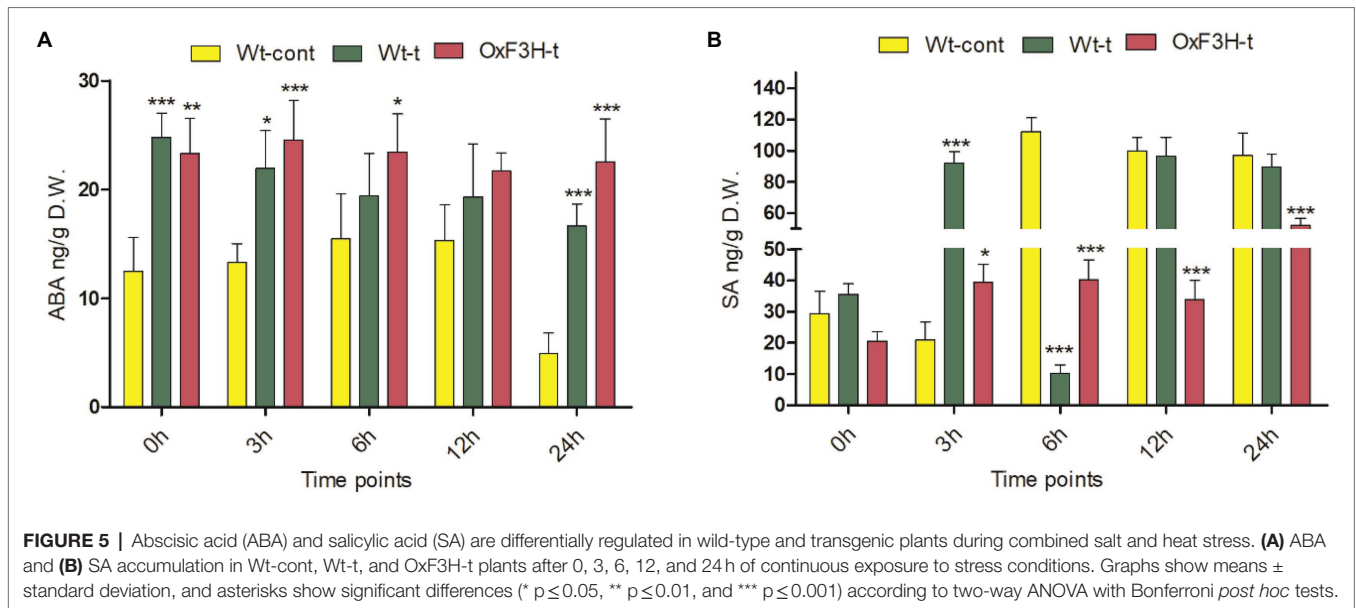 A
Wt-cont Wt-t OxF3H-t
30
20
10
0
ABA ng/g D.W.
*** **
* ***
*
*** ***
0h 3h 6h 12h 24h
Time points
B
Wt-cont Wt-t OxF3H-t
140
120
100
80
60
40
50
40
30
20
10
0
SA ng/g D.W.
*** *
*** ***
***
***
0h 3h 6h 12h 24h
Time points
FIGURE 5 | Abscisic acid (ABA) and salicylic acid (SA) are differentially regulated in wild-type and transgenic plants during combined salt and heat stress. (A) ABA
and (B) SA accumulation in Wt-cont, Wt-t, and OxF3H-t plants after 0, 3, 6, 12, and 24 h of continuous exposure to stress conditions. Graphs show means ±
standard deviation, and asterisks show significant differences (* p ≤ 0.05, ** p ≤ 0.01, and *** p ≤ 0.001) according to two-way ANOVA with Bonferroni post hoc tests.